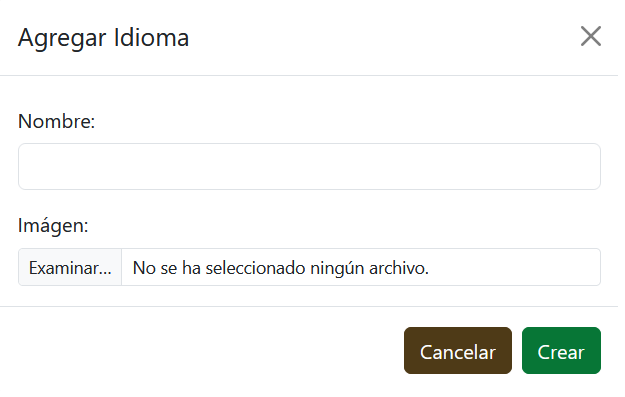 Agregar Idioma
Nombre:
Imágen:
Examinar... No se ha seleccionado ningún archivo.
Cancelar Crear